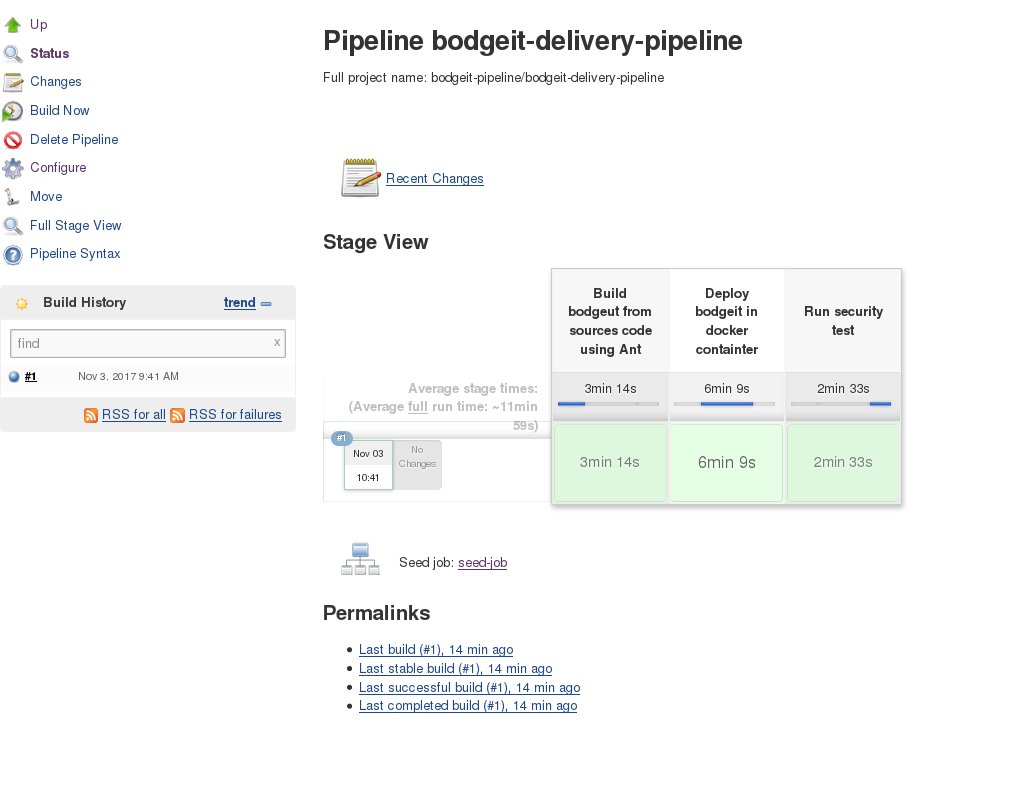 Up
Status
Changes
Build Now
Delete Pipeline
Configure
Move
Full Stage View
Pipeline Syntax
Build History
trend
find
x
#1
Nov 3, 2017 9:41 AM
RSS for all
RSS for failures
Pipeline bodgeit-delivery-pipeline
Full project name: bodgeit-pipeline/bodgeit-delivery-pipeline
Recent Changes
Stage View
Build
bodgeut from
sources code
using Ant
Deploy
bodgeit in
docker
containter
Run security
test
Average stage times:
(Average full run time: ~11min
59s)
3min 14s
6min 9s
2min 33s
#1
Nov 03
10:41
No
Changes
3min 14s
6min 9s
2min 33s
Seed job: seed-job
Permalinks
Last build (#1), 14 min ago
Last stable build (#1), 14 min ago
Last successful build (#1), 14 min ago
Last completed build (#1), 14 min ago